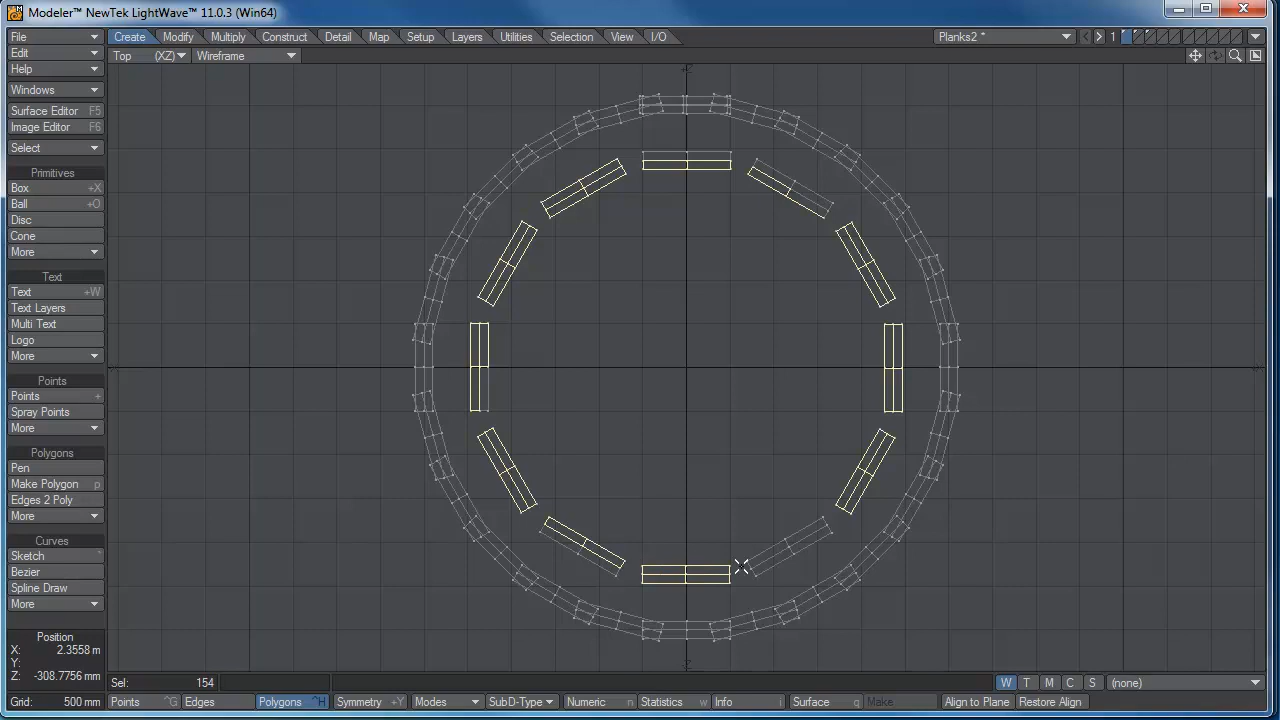 Modeler™ NewTek LightWave™ 11.0.3 (Win64)
File Create Modify Multiply Construct Detail Map Setup Layers Utilities Selection View I/O Planks2 * 1
Edit Top (XZ) Wireframe
Help
Windows
Surface Editor F5
Image Editor F6
Select
Primitives
Box +X
Ball +O
Disc
Cone
More
Text
Text +W
Text Layers
Multi Text
Logo
More
Points
Points +
Spray Points
More
Polygons
Pen
Make Polygon p
Edges 2 Poly
More
Curves
Sketch `
Bezier
Spline Draw
More
Position
X: 2.3558 m
Y:
Z: -308.7756 mm
Sel: 154 W T M C S (none)
Grid: 500 mm Points ^G Edges Polygons ^H Symmetry +Y Modes SubD-Type Numeric n Statistics w Info i Surface q Make Align to Plane Restore Align